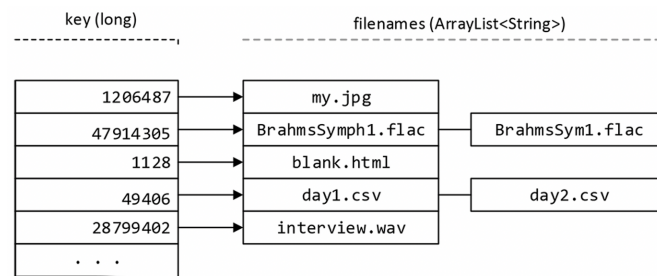 key (long) filenames (ArrayList<String>)
1206487 my.jpg
47914305 BrahmsSymph1.flac BrahmsSym1.flac
1128 blank.html
49406 day1.csv day2.csv
28799402 interview.wav
. . .